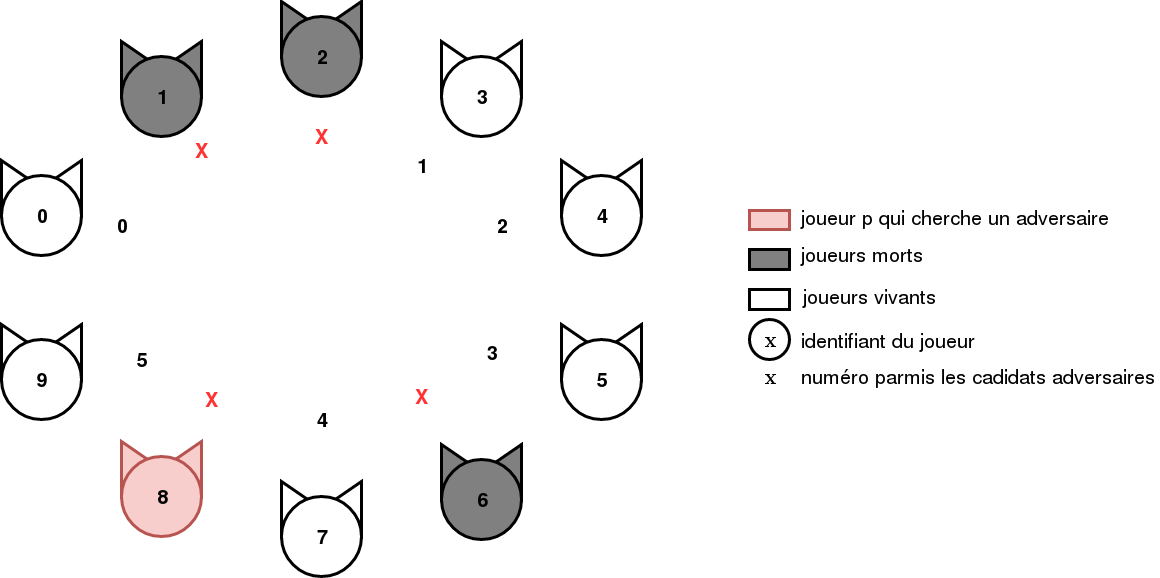 2
1
3
X
X
1
0
0
2
4
joueur p qui cherche un adversaire
joueurs morts
joueurs vivants
x identifiant du joueur
x numéro parmis les cadidats adversaires
9
5
3
5
X
X
4
8
6
7